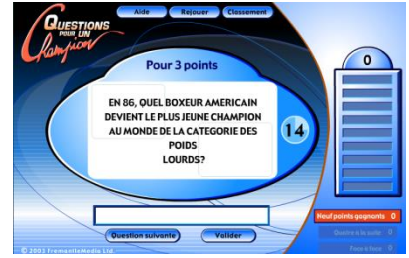 Aide Rejouer Classement
QUESTIONS
POUR UN
Champion
0
Pour 3 points
EN 86, QUEL BOXEUR AMERICAIN
DEVIENT LE PLUS JEUNE CHAMPION
AU MONDE DE LA CATEGORIE DES
POIDS
LOURDS?
14
Neuf points gagnants 0
Question suivante Valider
Quatre à la suite 0
Face à face 0
© 2003 FremantleMedia Ltd.